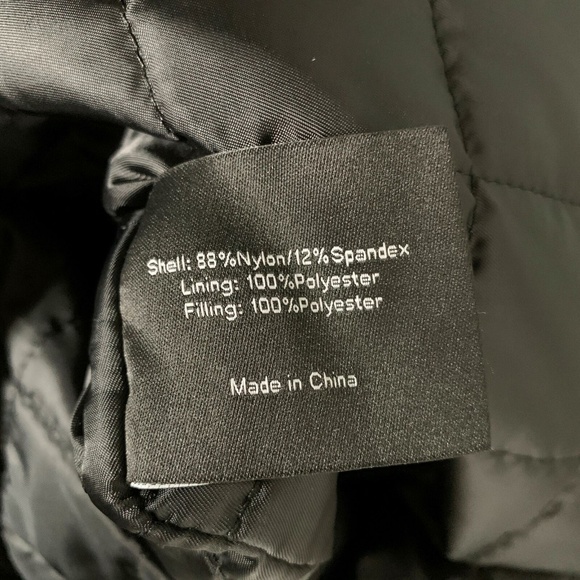 Shell: 88%Nylon/12%Spandex
Lining: 100%Polyester
Filling: 100%Polyester
Made in China